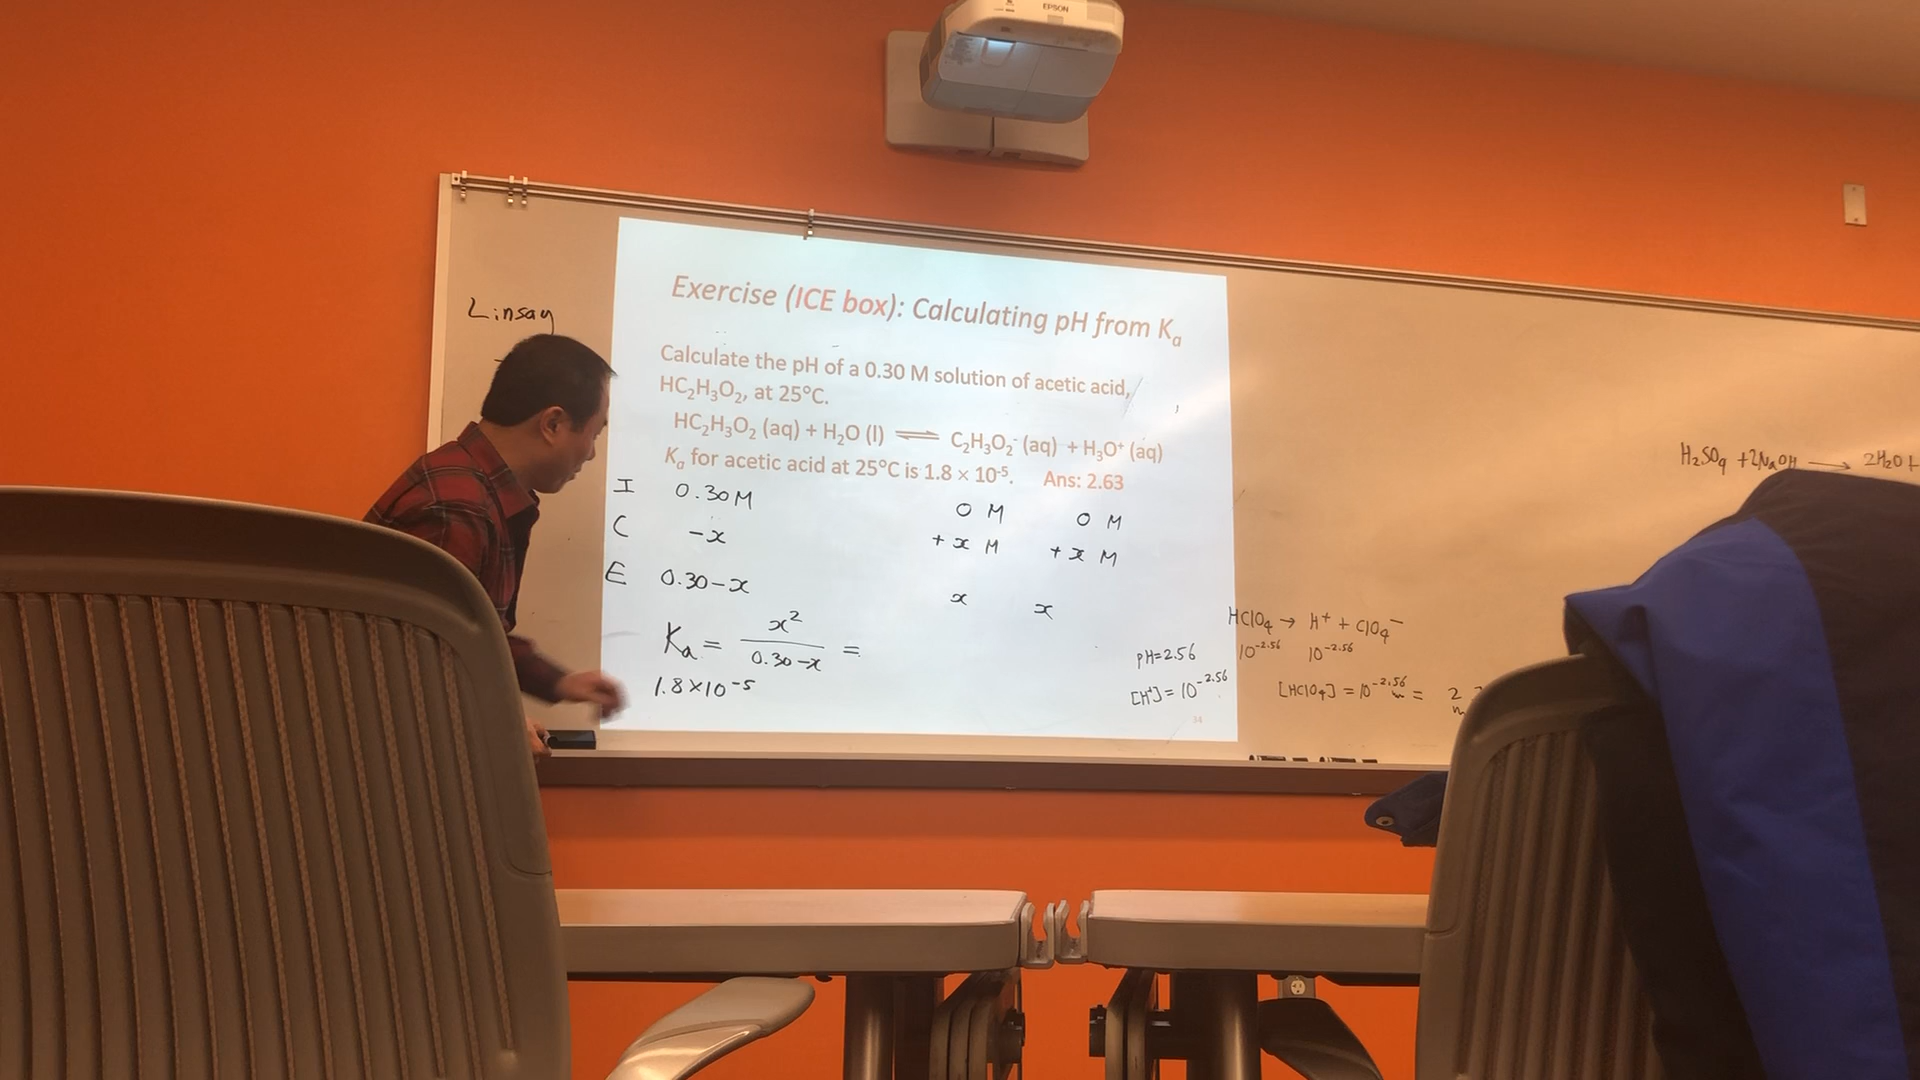 EPSON
Linsay
Exercise (ICE box): Calculating pH from Kₐ
Calculate the pH of a 0.30 M solution of acetic acid,
HC₂H₃O₂, at 25°C.
HC₂H₃O₂ (aq) + H₂O (l) ⇌ C₂H₃O₂⁻ (aq) + H₃O⁺ (aq)
Kₐ for acetic acid at 25°C is 1.8 × 10⁻⁵. Ans: 2.63
I 0.30 M 0 M 0 M
C -x +x M +x M
E 0.30-x x x
Kₐ = x² / 0.30-x =
1.8×10⁻⁵
PH=2.56
[H⁺]=10⁻²·⁵⁶
34
H₂SO₄ +2NaOH → 2H₂O+
HClO₄ → H⁺ + ClO₄⁻
10⁻²·⁵⁶ 10⁻²·⁵⁶
[HClO₄] = 10⁻²·⁵⁶ m = 2